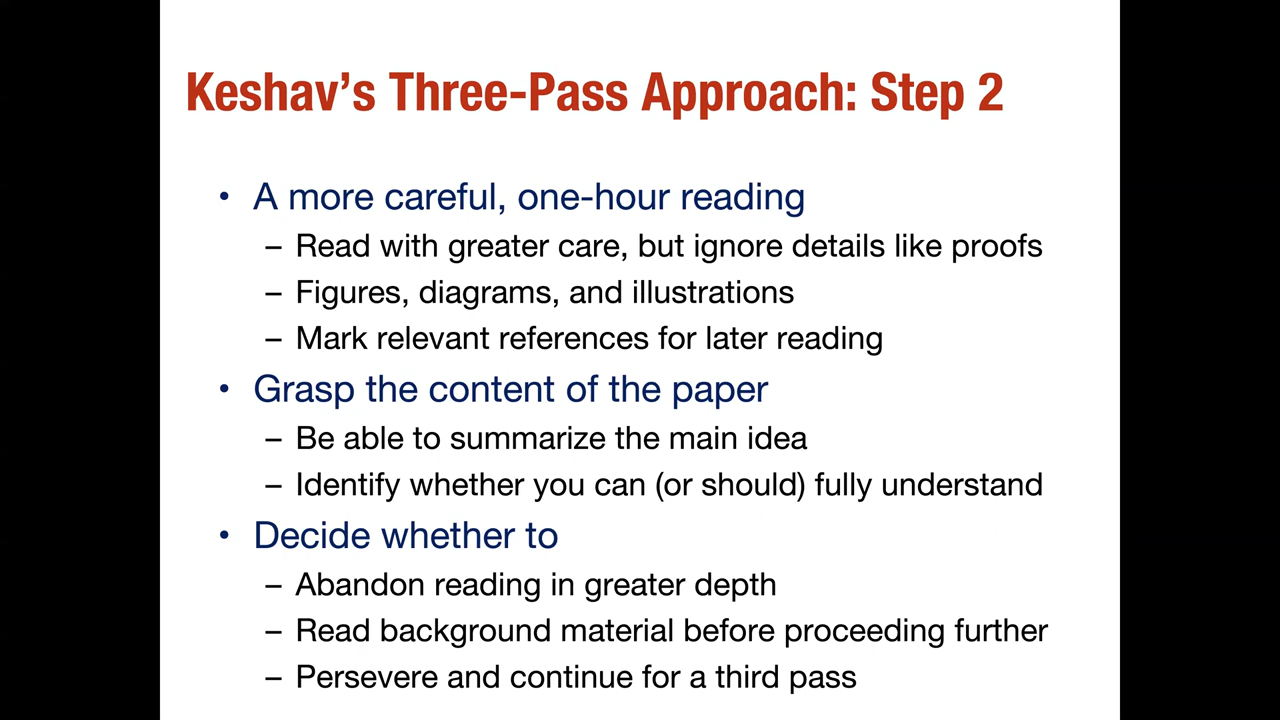 Keshav’s Three-Pass Approach: Step 2
• A more careful, one-hour reading
– Read with greater care, but ignore details like proofs
– Figures, diagrams, and illustrations
– Mark relevant references for later reading
• Grasp the content of the paper
– Be able to summarize the main idea
– Identify whether you can (or should) fully understand
• Decide whether to
– Abandon reading in greater depth
– Read background material before proceeding further
– Persevere and continue for a third pass